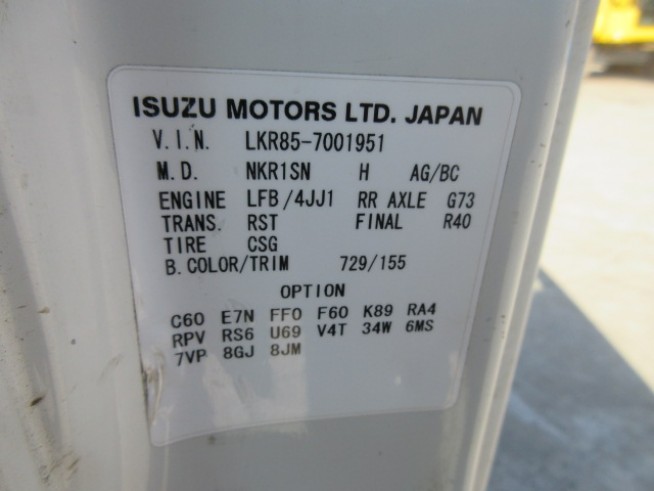 ISUZU MOTORS LTD. JAPAN
V.I.N. LKR85-7001951
M.D. NKR1SN H AG/BC
ENGINE LFB/4JJ1 RR AXLE G73
TRANS. RST FINAL R40
TIRE CSG
B.COLOR/TRIM 729/155
OPTION
C60 E7N FF0 F60 K89 RA4
RPV RS6 U69 V4T 34W 6MS
7VP 8GJ 8JM